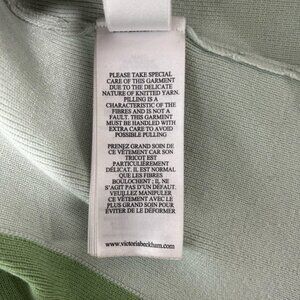 PLEASE TAKE SPECIAL
CARE OF THIS GARMENT
DUE TO THE DELICATE
NATURE OF KNITTED YARN.
PILLING IS A
CHARACTERISTIC OF THE
FIBRES AND IS NOT A
FAULT. THIS GARMENT
MUST BE HANDLED WITH
EXTRA CARE TO AVOID
POSSIBLE PULLING
PRENEZ GRAND SOIN DE
CE VÊTEMENT CAR SON
TRICOT EST
PARTICULIÈREMENT
DÉLICAT. IL EST NORMAL
QUE LES FIBRES
BOULOCHENT ; IL NE
S'AGIT PAS D'UN DÉFAUT.
VEUILLEZ MANIPULER
CE VÊTEMENT AVEC LE
PLUS GRAND SOIN POUR
ÉVITER DE LE DÉFORMER
www.victoriabeckham.com